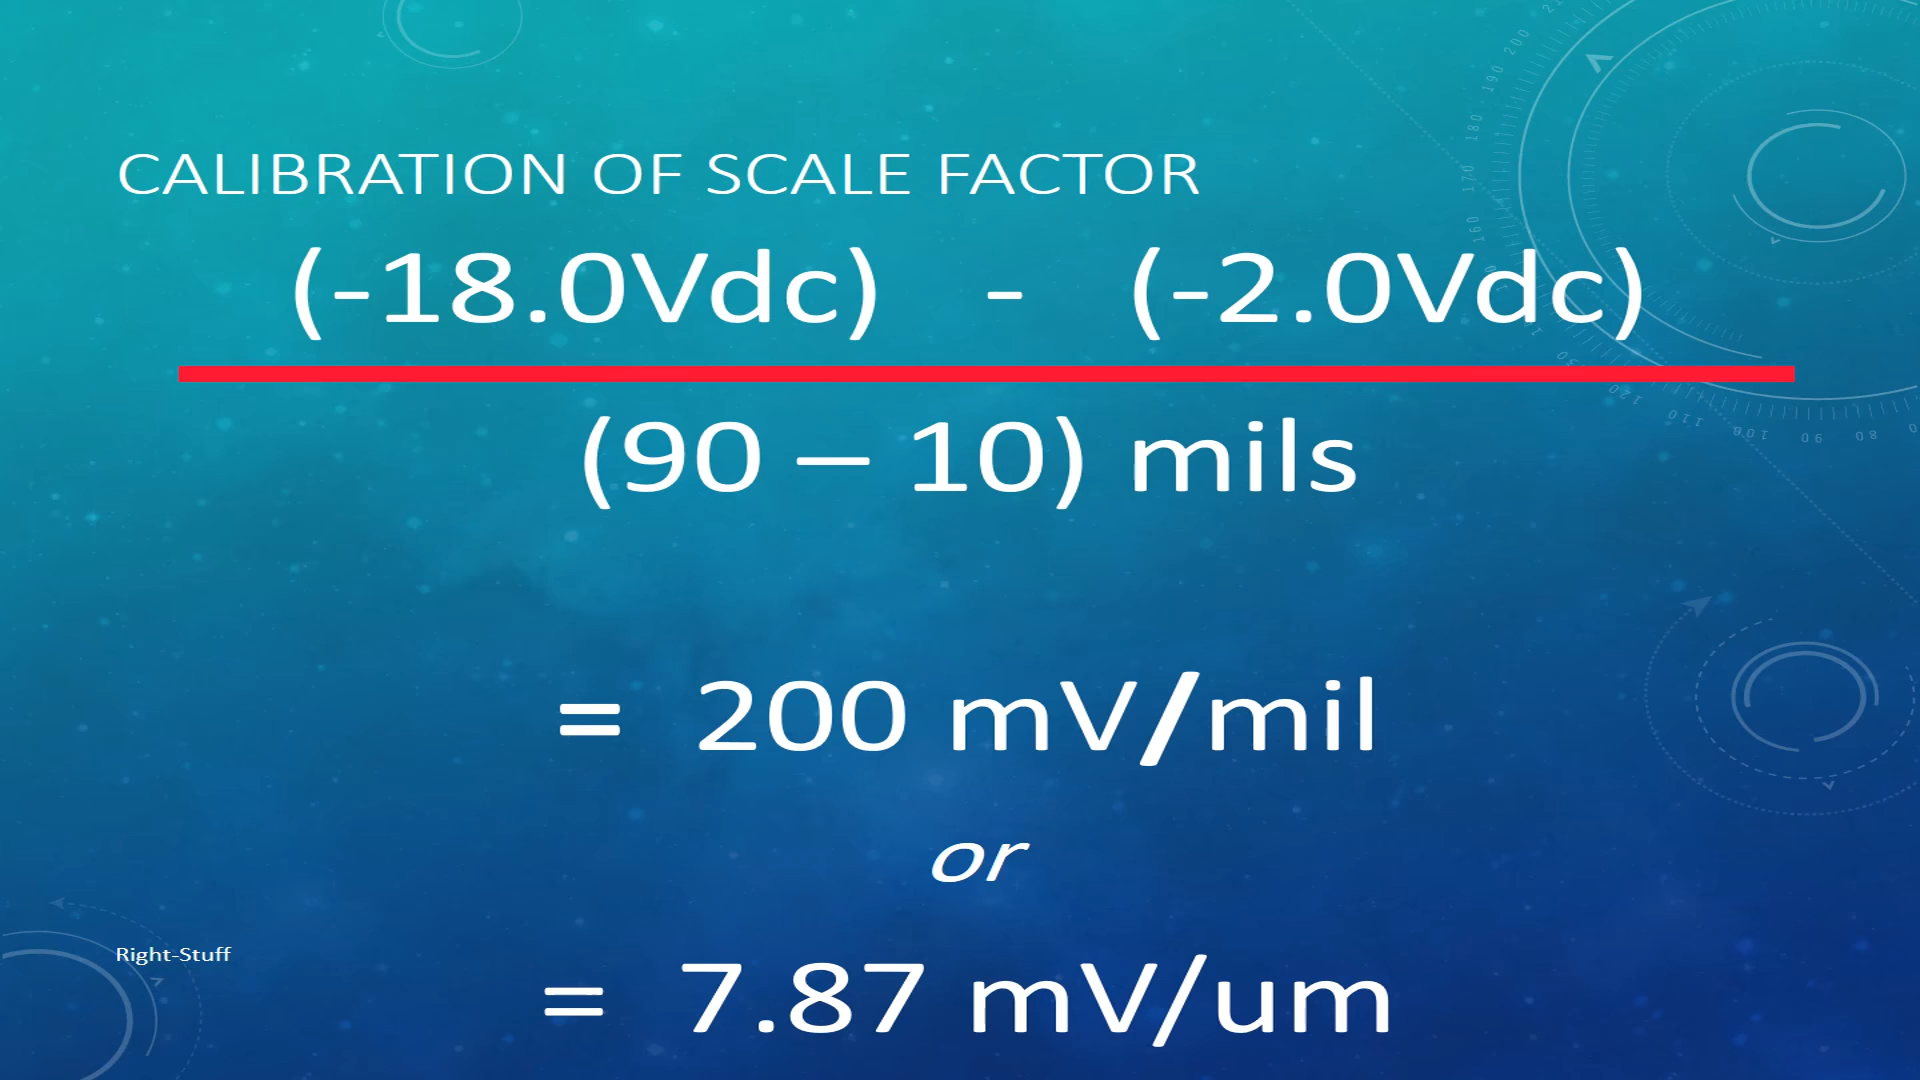 CALIBRATION OF SCALE FACTOR
(-18.0Vdc) - (-2.0Vdc)
(90 – 10) mils
= 200 mV/mil
or
Right-Stuff
= 7.87 mV/um